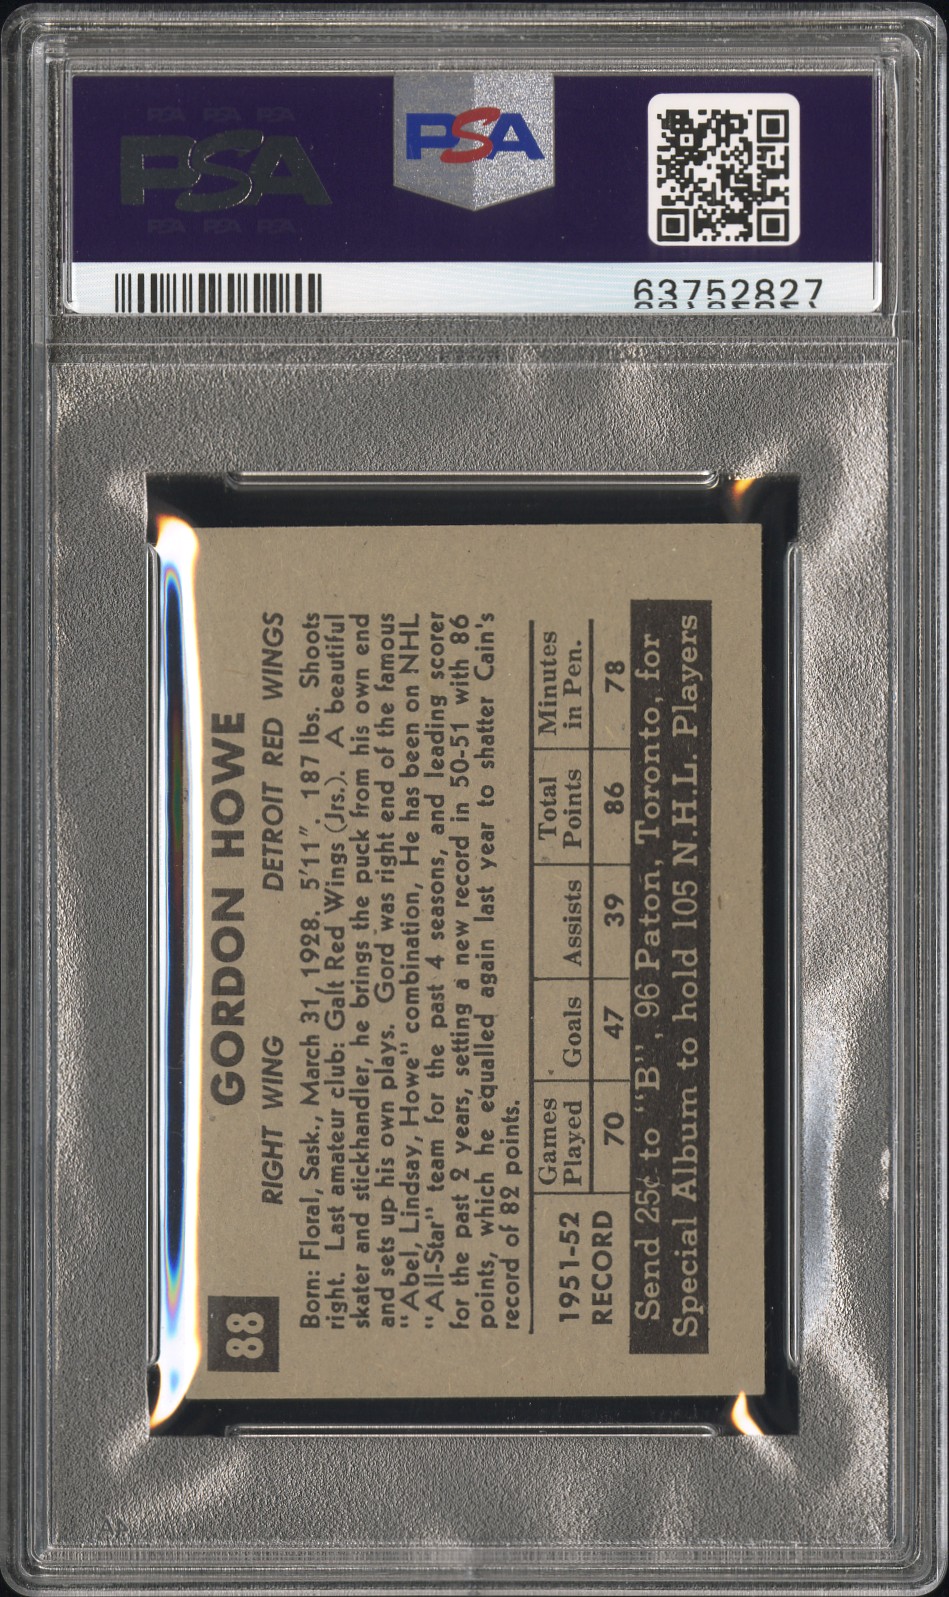 PSA PSA PSA
PSA
PSA PSA PSA
PSA
63752827
88
GORDON HOWE
RIGHT WING DETROIT RED WINGS
Born: Floral, Sask., March 31, 1928. 5'11". 187 lbs. Shoots
right. Last amateur club: Galt Red Wings (Jrs.). A beautiful
skater and stickhandler, he brings the puck from his own end
and sets up his own plays. Gord was right end of the famous
"Abel, Lindsay, Howe" combination, He has been on NHL
"All-Star" team for the past 4 seasons, and leading scorer
for the past 2 years, setting a new record in 50-51 with 86
points, which he equalled again last year to shatter Cain's
record of 82 points.
1951-52 RECORD
Games Played Goals Assists Total Points Minutes in Pen.
70 47 39 86 78
Send 25¢ to "B", 96 Paton, Toronto, for
Special Album to hold 105 N.H.L. Players